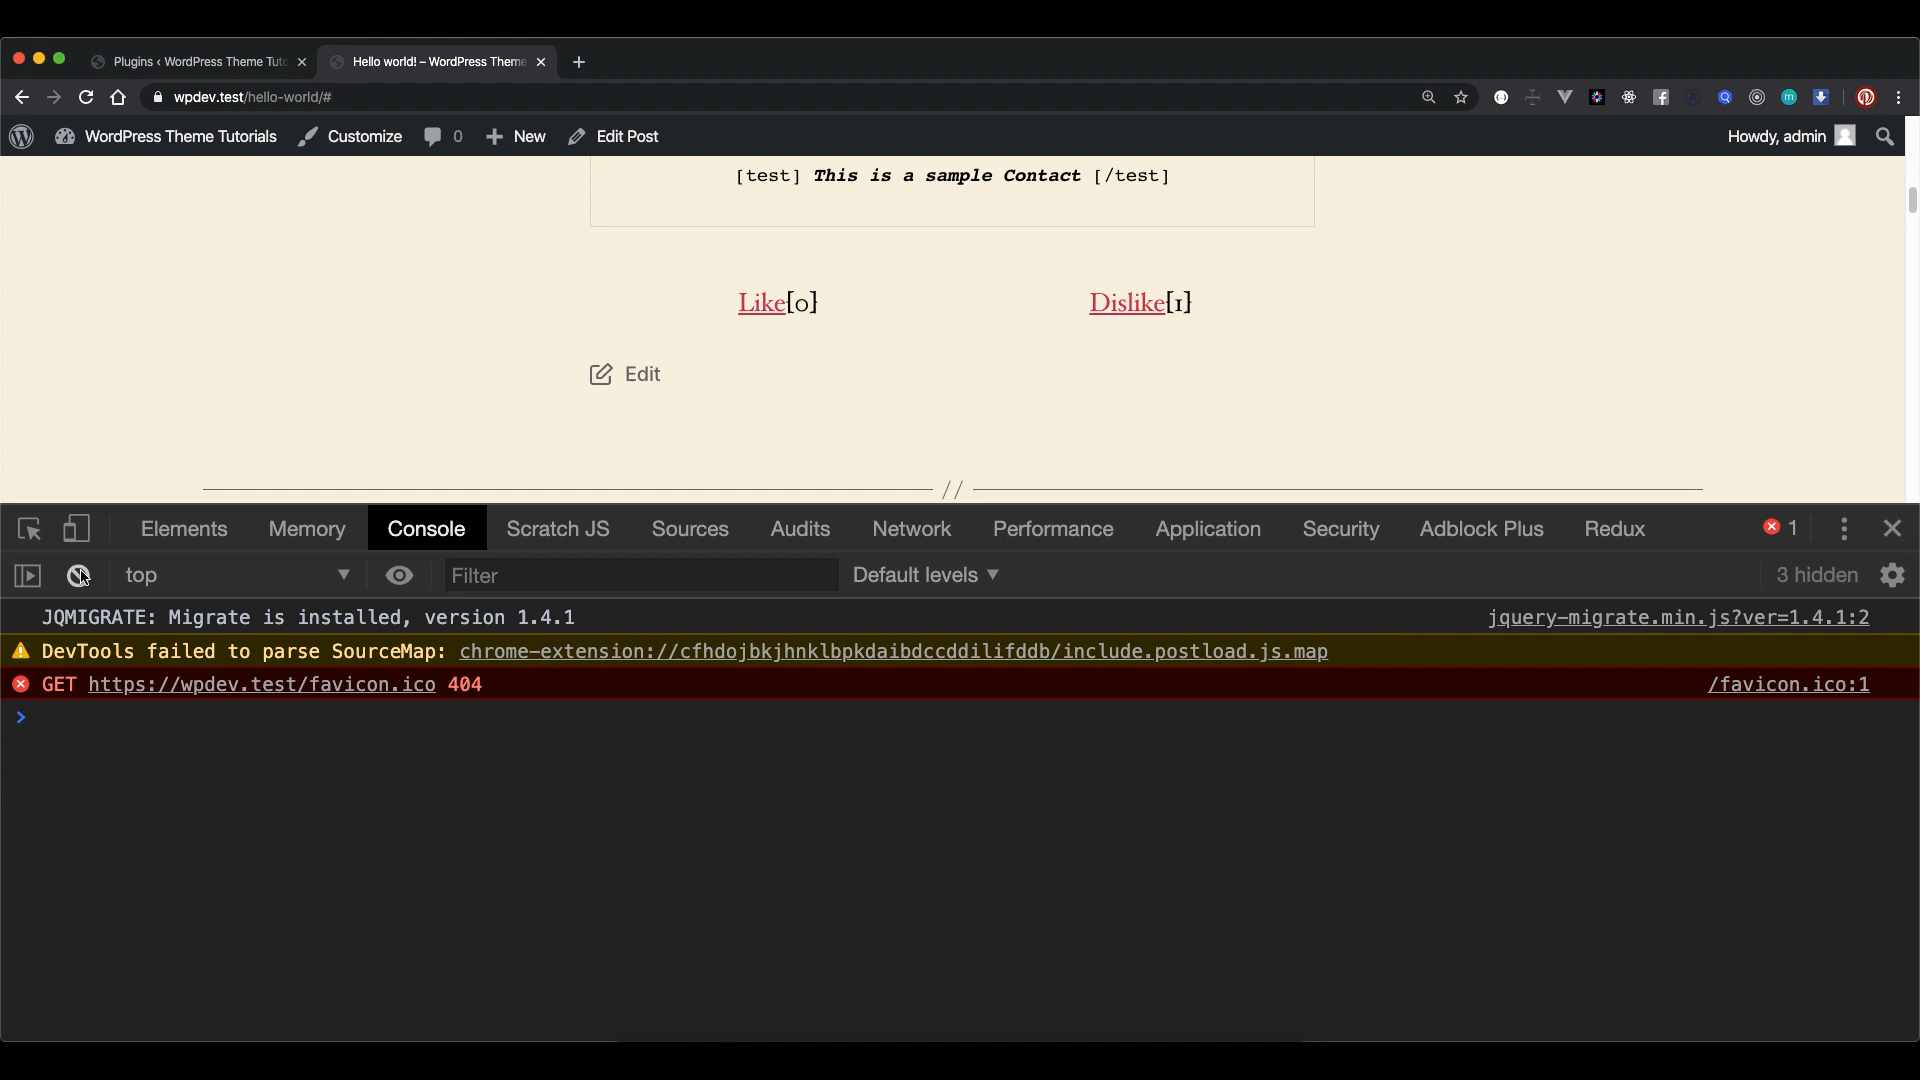 Plugins ‹ WordPress Theme Tuto
Hello world! – WordPress Theme
wpdev.test/hello-world/#
WordPress Theme Tutorials Customize 0 New Edit Post Howdy, admin
[test] This is a sample Contact [/test]
Like[0] Dislike[1]
Edit
//
Elements Memory Console Scratch JS Sources Audits Network Performance Application Security Adblock Plus Redux 1
top Filter Default levels 3 hidden
JQMIGRATE: Migrate is installed, version 1.4.1 jquery-migrate.min.js?ver=1.4.1:2
DevTools failed to parse SourceMap: chrome-extension://cfhdojbkjhnklbpkdaibdccddilifddb/include.postload.js.map
GET https://wpdev.test/favicon.ico 404 /favicon.ico:1